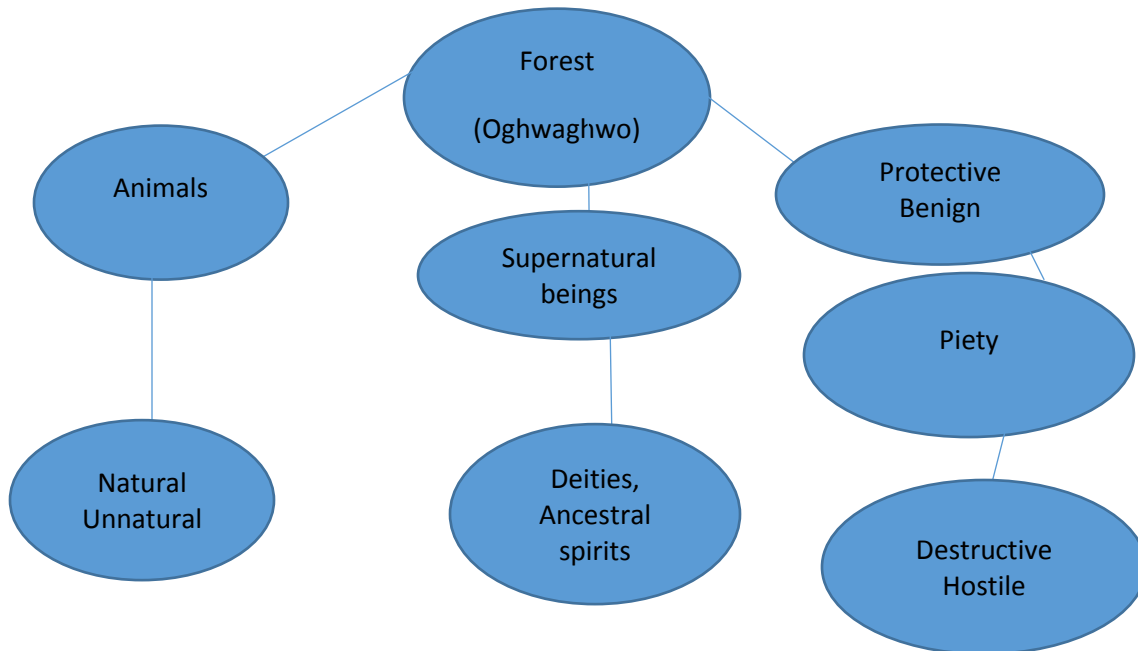 Forest
(Oghwaghwo)
Animals
Protective
Benign
Supernatural
beings
Piety
Natural
Unnatural
Deities,
Ancestral
spirits
Destructive
Hostile